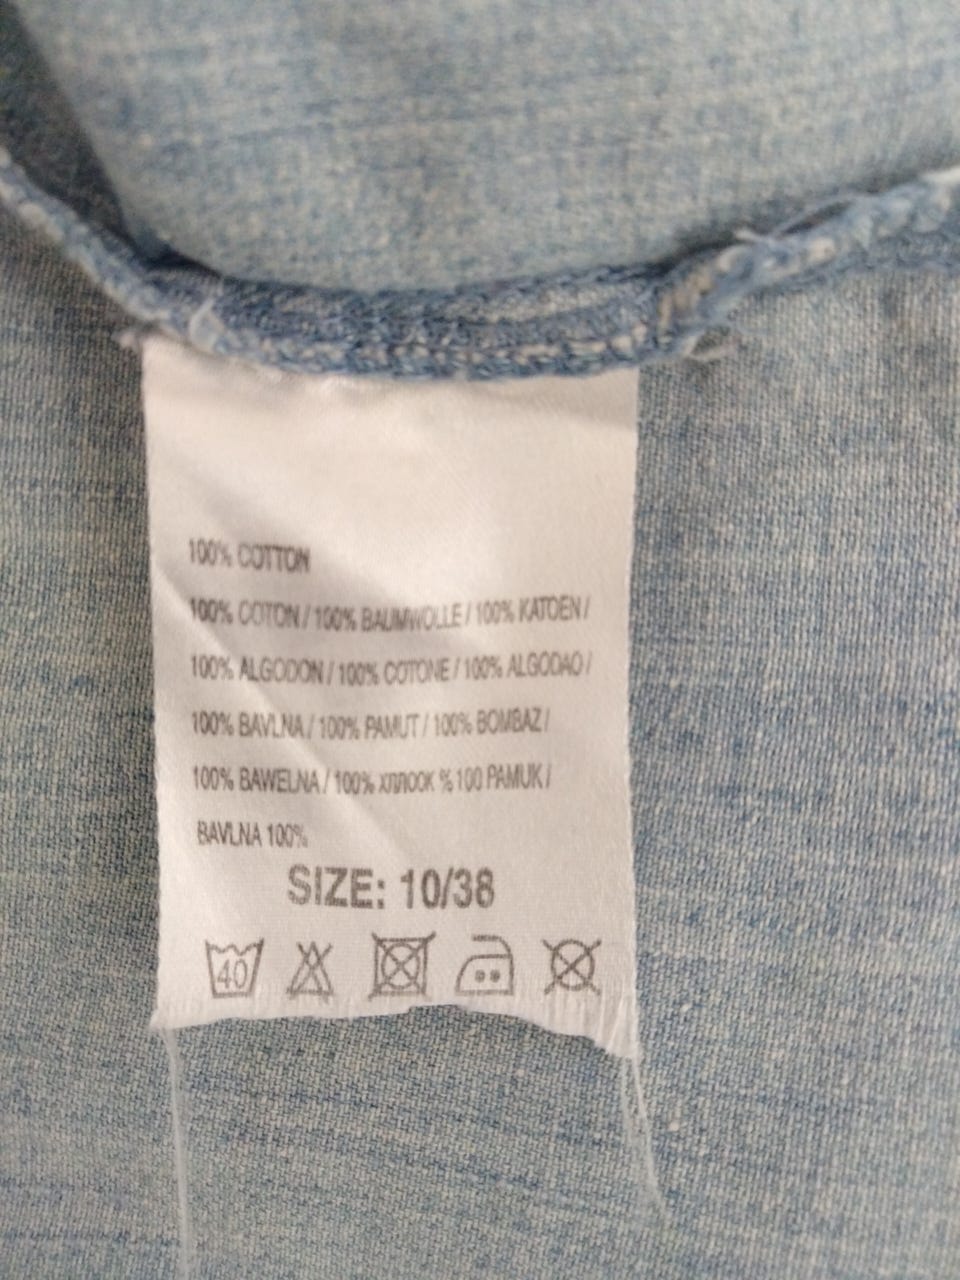 100% COTTON
100% COTON / 100% BAUMWOLLE / 100% KATOEN /
100% ALGODON / 100% COTONE / 100% ALGODAO /
100% BAVLNA / 100% PAMUT / 100% BOMBAZ /
100% BAWELNA / 100% ХЛПООК %100 PAMUK /
BAVLNA 100%
SIZE: 10/38
40